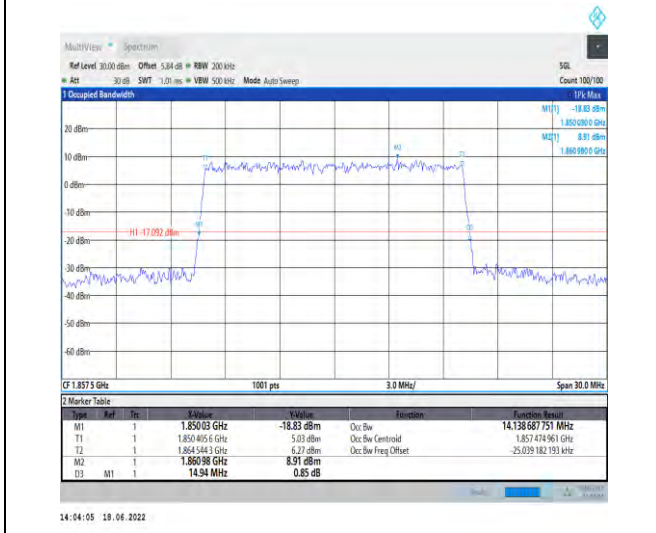 MultiView Spectrum
Ref Level 30.00 dBm Offset 5.84 dB RBW 200 kHz SGL
Att 30 dB SWT 1.01 ms VBW 500 kHz Mode Auto Sweep Count 100/100
1 Occupied Bandwidth 1Pk Max
M1[1] -18.83 dBm
1.850 030 0 GHz
M2[1] 8.91 dBm
1.860 980 0 GHz
20 dBm
10 dBm
M2
T1
0 dBm
-10 dBm
M1
H1 -17.092 dBm
-20 dBm
-30 dBm
-40 dBm
-50 dBm
-60 dBm
CF 1.857 5 GHz 1001 pts 3.0 MHz/ Span 30.0 MHz
2 Marker Table
Type Ref Trc X-Value Y-Value Function Function Result
M1 1 1.85003 GHz -18.83 dBm Occ Bw 14.138 687 751 MHz
T1 1 1.850 405 6 GHz 5.03 dBm Occ Bw Centroid 1.857 474 961 GHz
T2 1 1.864 544 3 GHz 6.27 dBm Occ Bw Freq Offset -25.039 182 193 kHz
M2 1 1.86098 GHz 8.91 dBm
D3 M1 1 14.94 MHz 0.85 dB
14:04:05 18.06.2022